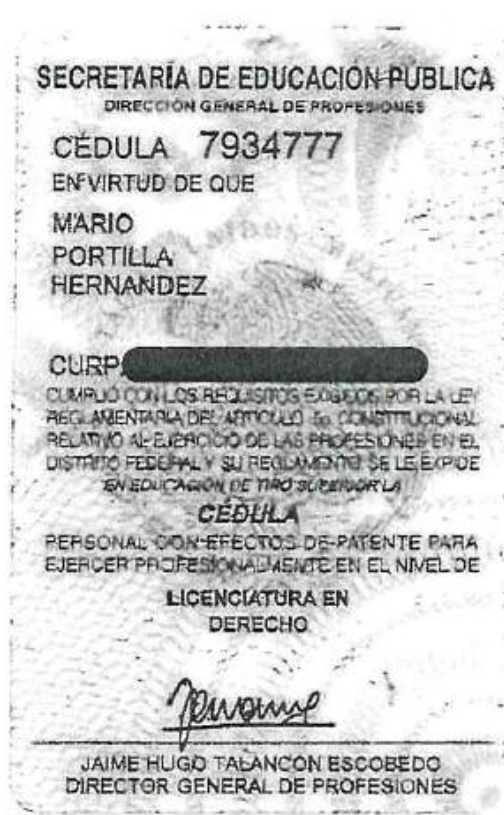 SECRETARÍA DE EDUCACIÓN PUBLICA
DIRECCIÓN GENERAL DE PROFESIONES
CÉDULA 7934777
EN VIRTUD DE QUE
MARIO
PORTILLA
HERNANDEZ
CURP
CUMPLIÓ CON LOS REQUISITOS EXIGIDOS POR LA LEY
REGLAMENTARIA DEL ARTICULO 5o. CONSTITUCIONAL
RELATIVO AL EJERCICIO DE LAS PROFESIONES EN EL
DISTRITO FEDERAL Y SU REGLAMENTO SE LE EXPIDE
EN EDUCACIÓN DE TIPO SUPERIOR LA
CÉDULA
PERSONAL CON EFECTOS DE PATENTE PARA
EJERCER PROFESIONALMENTE EN EL NIVEL DE
LICENCIATURA EN
DERECHO
JAIME HUGO TALANCON ESCOBEDO
DIRECTOR GENERAL DE PROFESIONES